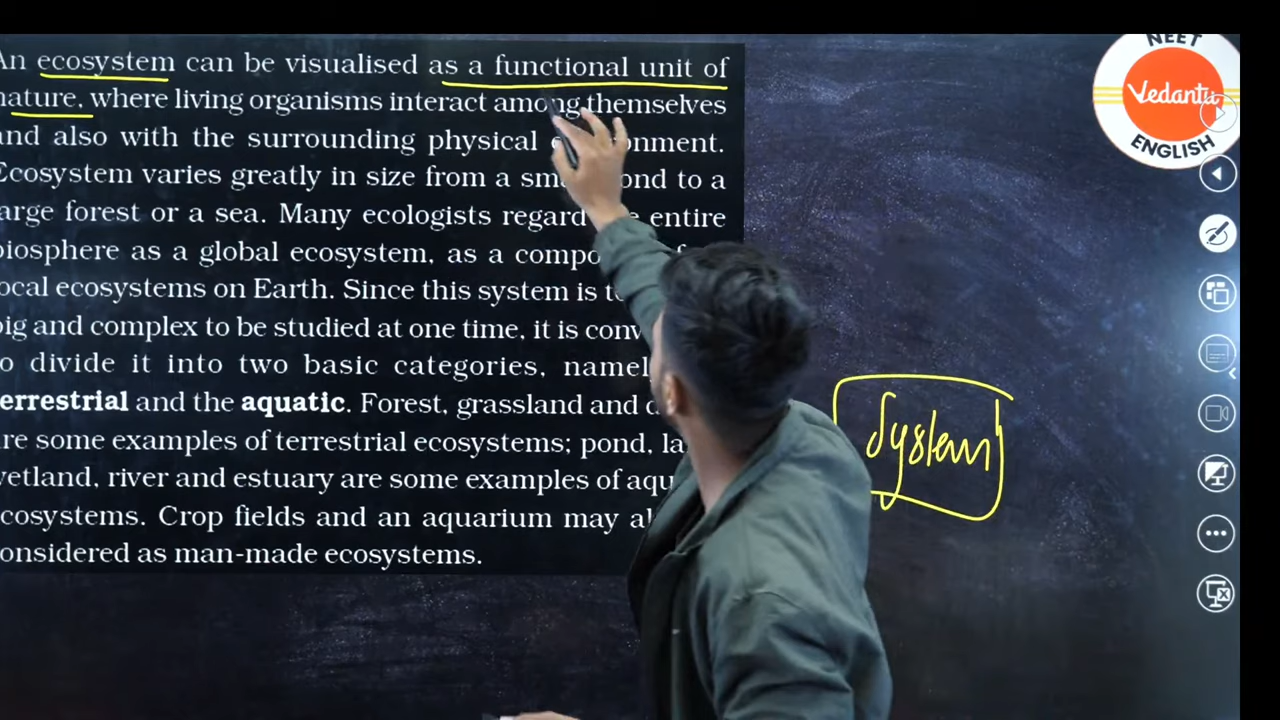 An ecosystem can be visualised as a functional unit of
nature, where living organisms interact among themselves
and also with the surrounding physical
Ecosystem varies greatly in size from a to a
large forest or a sea. Many ecologists regard entire
biosphere as a global ecosystem, as a
local ecosystems on Earth. Since this system is
big and complex to be studied at one time, it is
to divide it into two basic categories,
terrestrial and the aquatic. Forest, grassland and
are some examples of terrestrial ecosystems; pond,
wetland, river and estuary are some examples of
ecosystems. Crop fields and an aquarium may
considered as man-made ecosystems.
System
NEET
Vedantu
ENGLISH